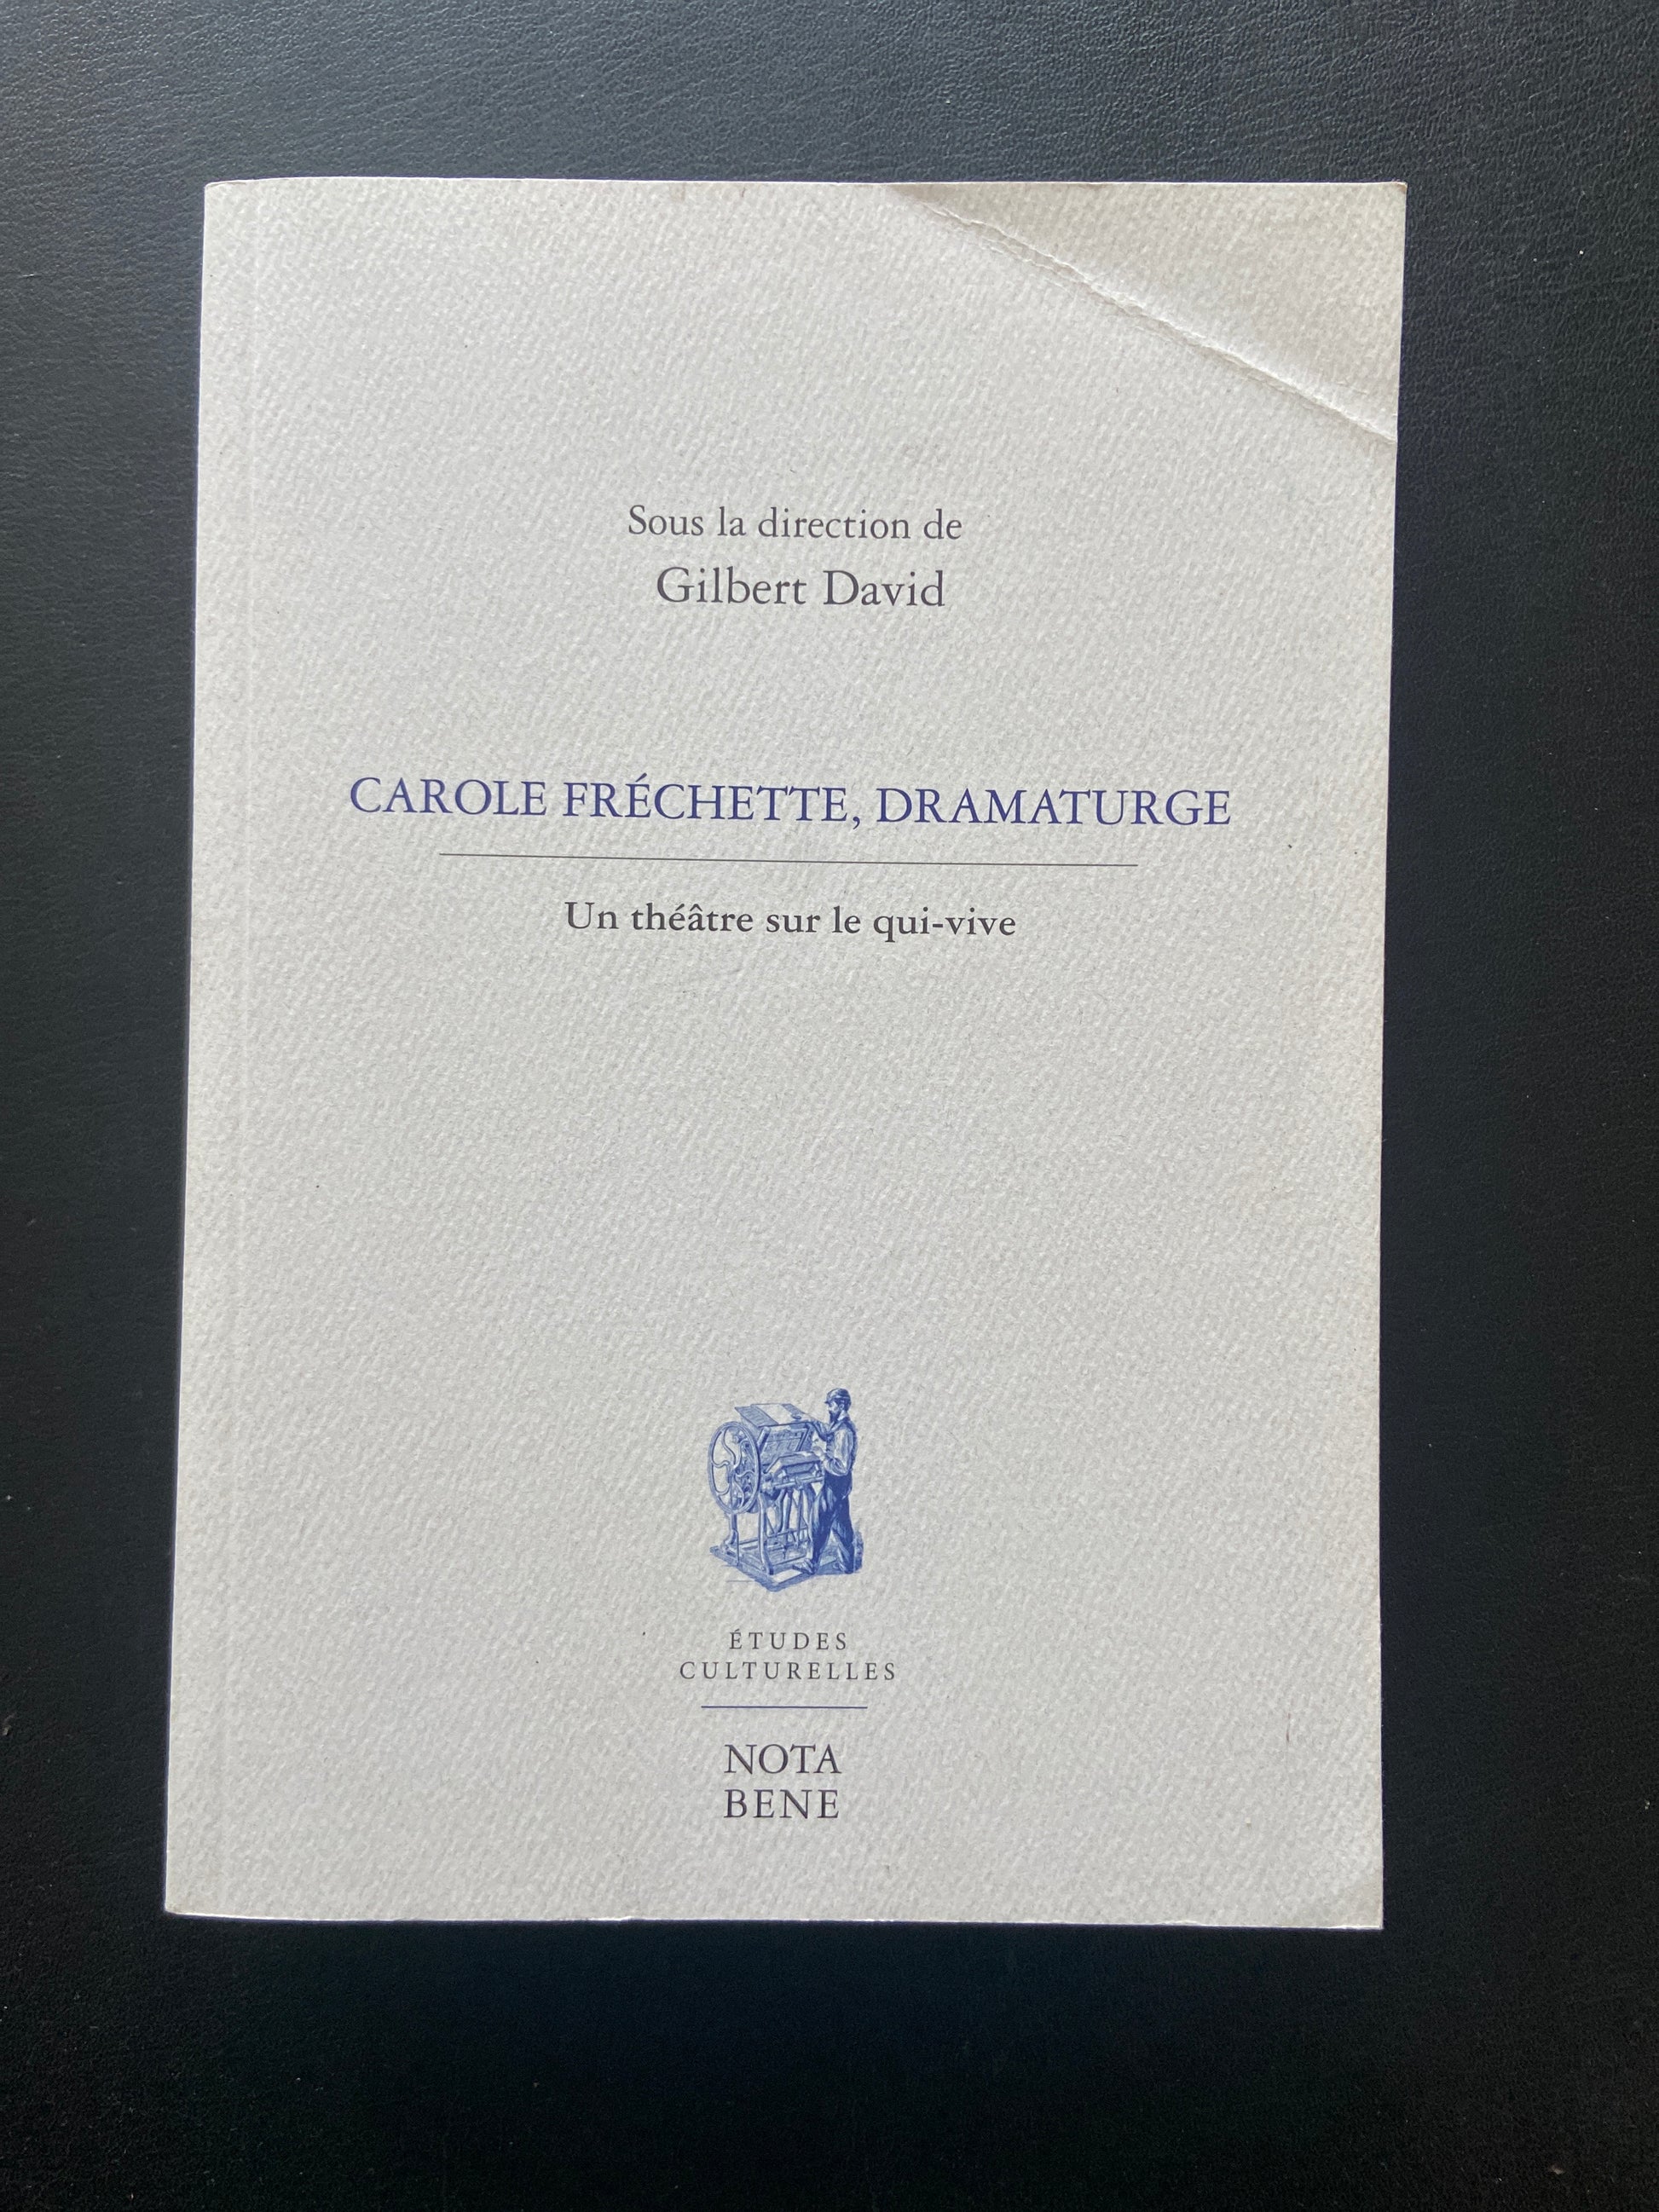 Sous la direction de
Gilbert David
CAROLE FRÉCHETTE, DRAMATURGE
Un théâtre sur le qui-vive
ÉTUDES
CULTURELLES
NOTA
BENE